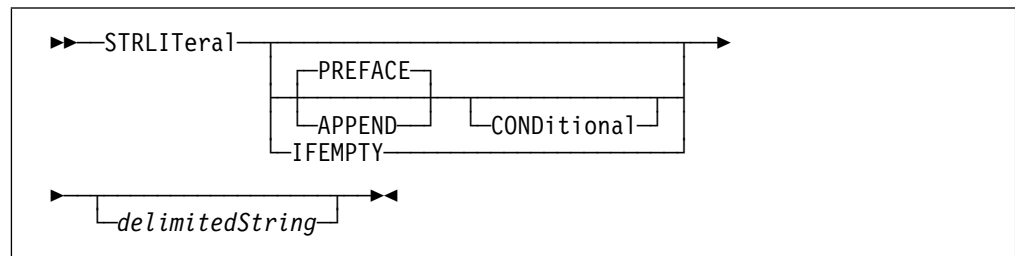 STRLITeral
PREFACE
APPEND
CONDitional
IFEMPTY
delimitedString